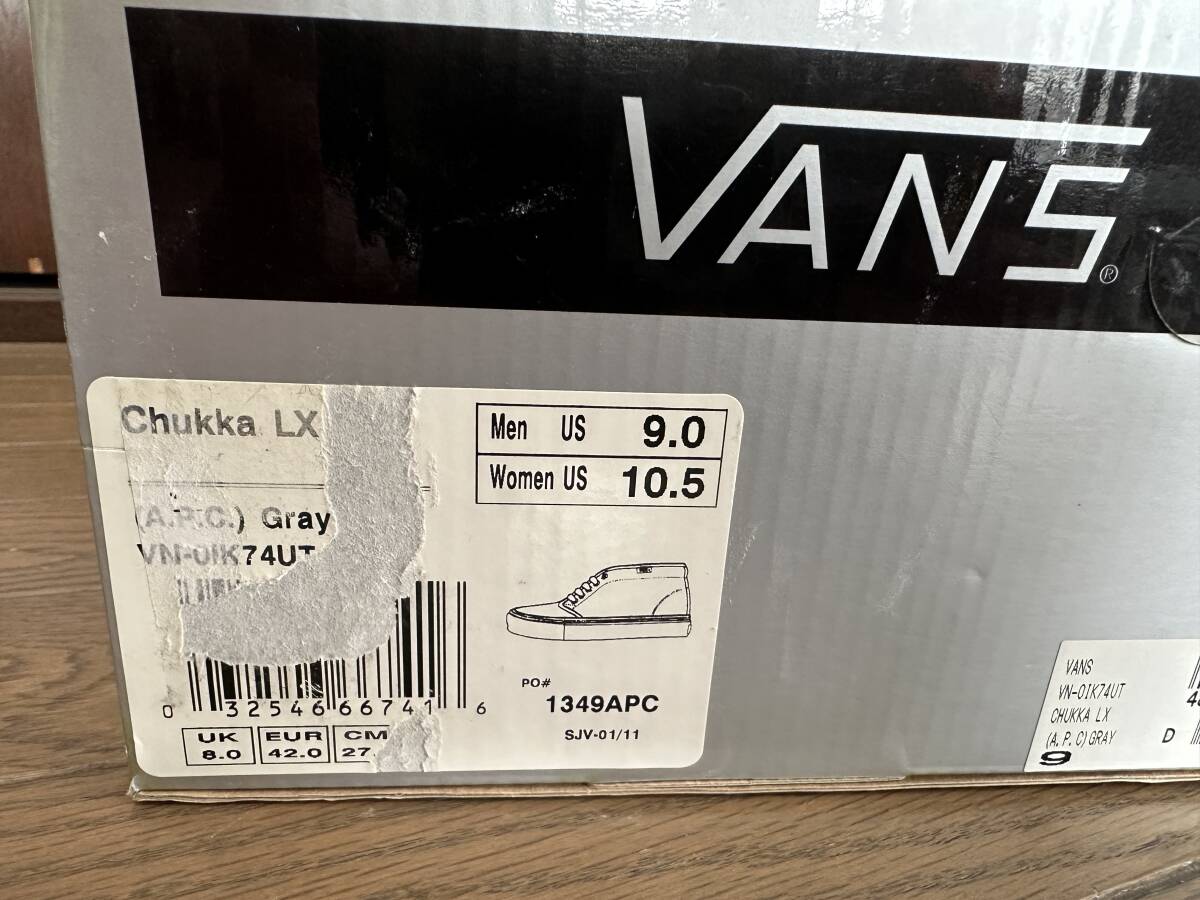 VANS®
Chukka LX
(A.P.C.) Gray
VN-0IK74UT
0 32546 66741 6
UK
8.0
EUR
42.0
CM
27.
Men US 9.0
Women US 10.5
PO#
1349APC
SJV-01/11
VANS
VN-0IK74UT
CHUKKA LX
(A.P.C)GRAY D
9